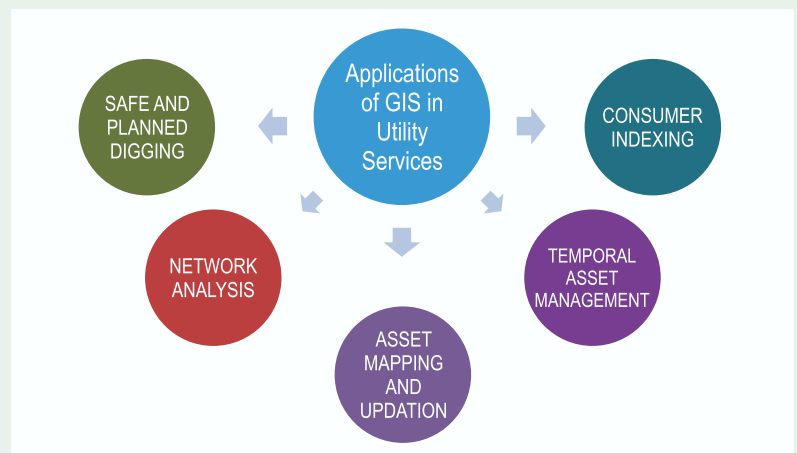 Applications
of GIS in
Utility
Services
SAFE AND
PLANNED
DIGGING
CONSUMER
INDEXING
NETWORK
ANALYSIS
TEMPORAL
ASSET
MANAGEMENT
ASSET
MAPPING
AND
UPDATION